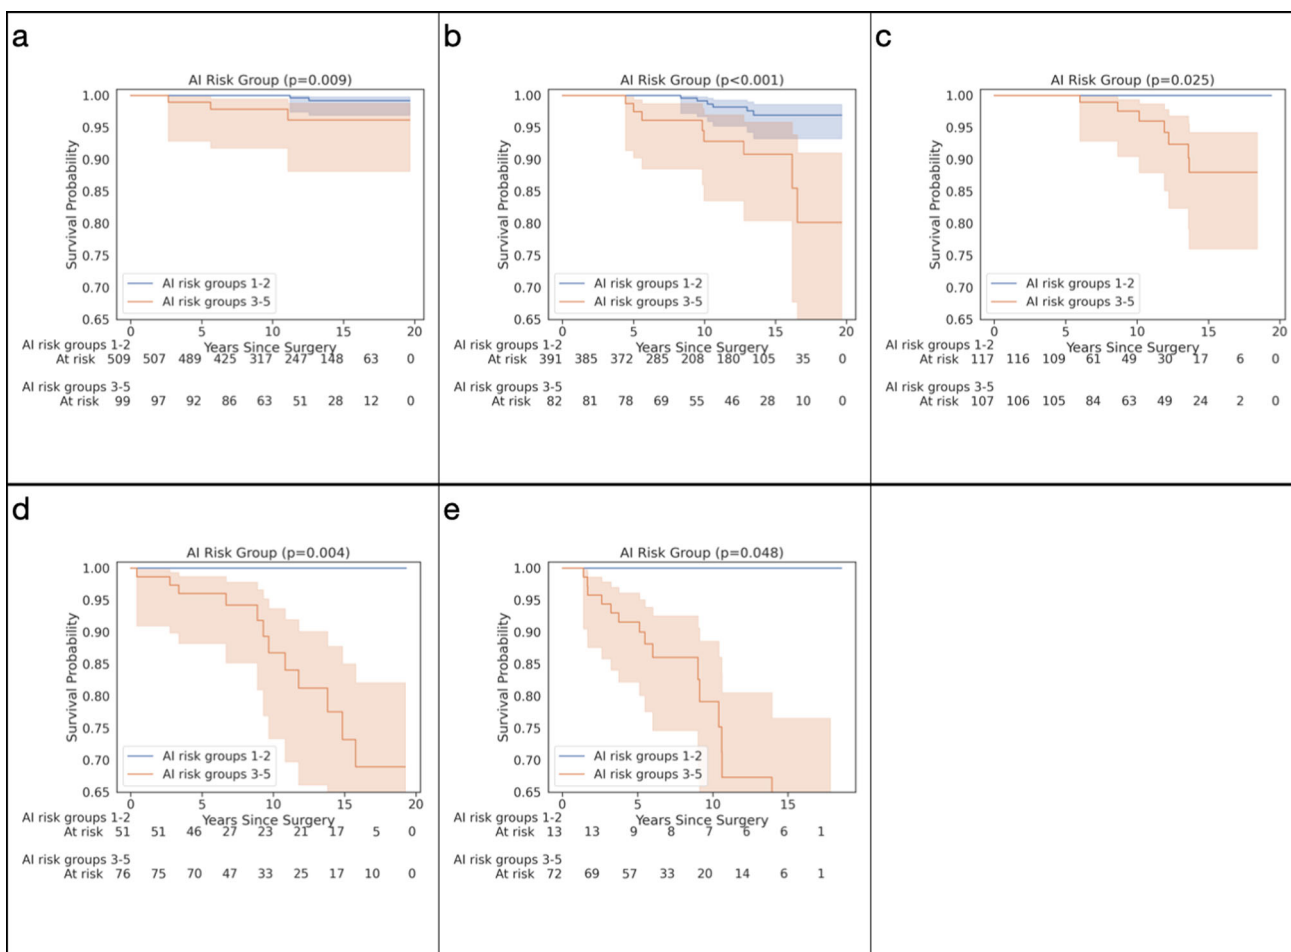 a
AI Risk Group (p=0.009)
Survival Probability
1.00
0.95
0.90
0.85
0.80
0.75
0.70
0.65
AI risk groups 1-2
AI risk groups 3-5
0 5 10 15 20
Years Since Surgery
AI risk groups 1-2
At risk 509 507 489 425 317 247 148 63 0
AI risk groups 3-5
At risk 99 97 92 86 63 51 28 12 0
b
AI Risk Group (p<0.001)
Survival Probability
1.00
0.95
0.90
0.85
0.80
0.75
0.70
0.65
AI risk groups 1-2
AI risk groups 3-5
0 5 10 15 20
Years Since Surgery
AI risk groups 1-2
At risk 391 385 372 285 208 180 105 35 0
AI risk groups 3-5
At risk 82 81 78 69 55 46 28 10 0
c
AI Risk Group (p=0.025)
Survival Probability
1.00
0.95
0.90
0.85
0.80
0.75
0.70
0.65
AI risk groups 1-2
AI risk groups 3-5
0 5 10 15 20
Years Since Surgery
AI risk groups 1-2
At risk 117 116 109 61 49 30 17 6 0
AI risk groups 3-5
At risk 107 106 105 84 63 49 24 2 0
d
AI Risk Group (p=0.004)
Survival Probability
1.00
0.95
0.90
0.85
0.80
0.75
0.70
0.65
AI risk groups 1-2
AI risk groups 3-5
0 5 10 15 20
Years Since Surgery
AI risk groups 1-2
At risk 51 51 46 27 23 21 17 5 0
AI risk groups 3-5
At risk 76 75 70 47 33 25 17 10 0
e
AI Risk Group (p=0.048)
Survival Probability
1.00
0.95
0.90
0.85
0.80
0.75
0.70
0.65
AI risk groups 1-2
AI risk groups 3-5
0 5 10 15
Years Since Surgery
AI risk groups 1-2
At risk 13 13 9 8 7 6 6 1
AI risk groups 3-5
At risk 72 69 57 33 20 14 6 1